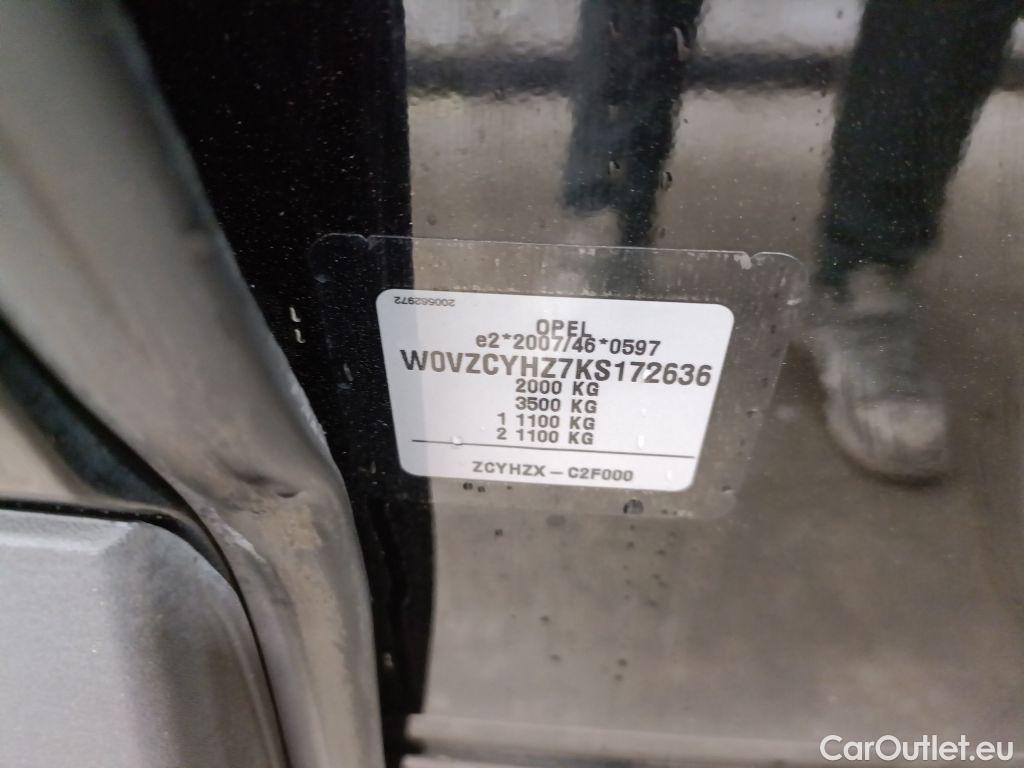 200662972
OPEL
e2*2007/46*0597
W0VZCYHZ7KS172636
2000 KG
3500 KG
1 1100 KG
2 1100 KG
ZCYHZX – C2F000
CarOutlet.eu